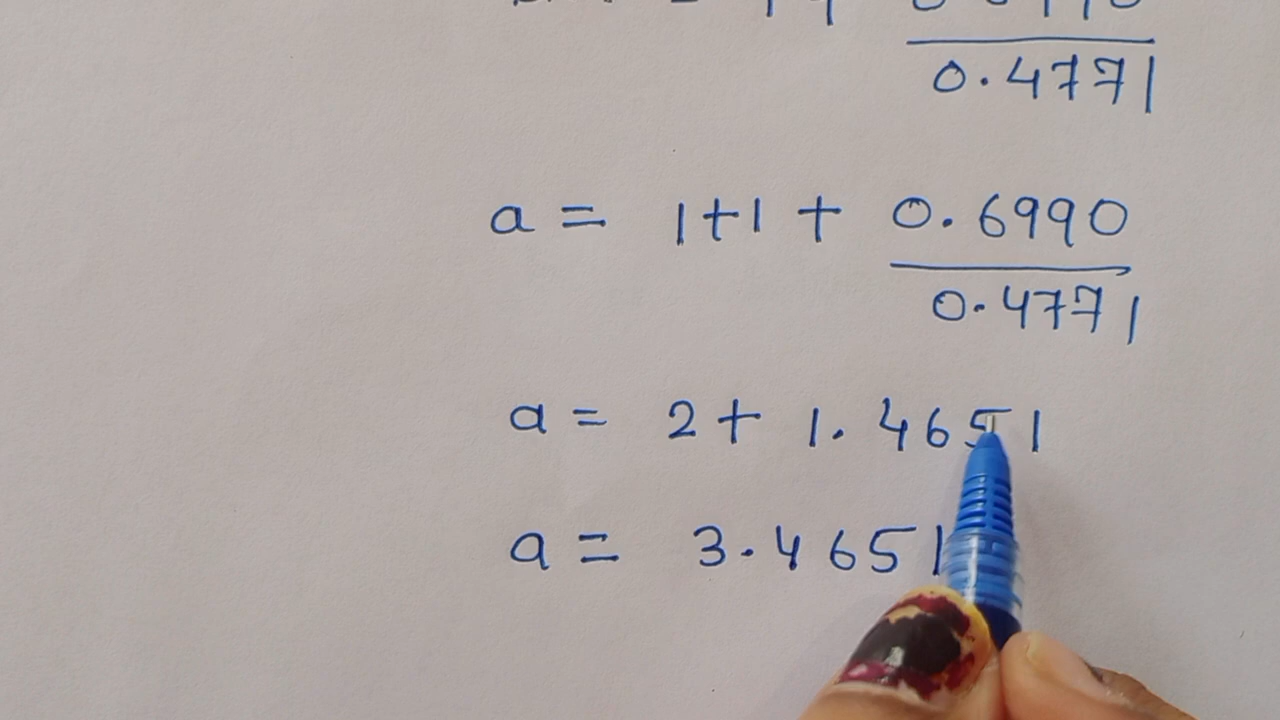 0.4771
a = 1+1 + 0.6990
0.4771
a = 2+ 1.4651
a = 3.4651